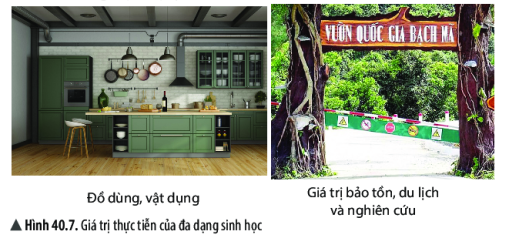 VƯỜN QUỐC GIA BẠCH MÃ
Đồ dùng, vật dụng
Giá trị bảo tồn, du lịch
và nghiên cứu
▲ Hình 40.7. Giá trị thực tiễn của đa dạng sinh học